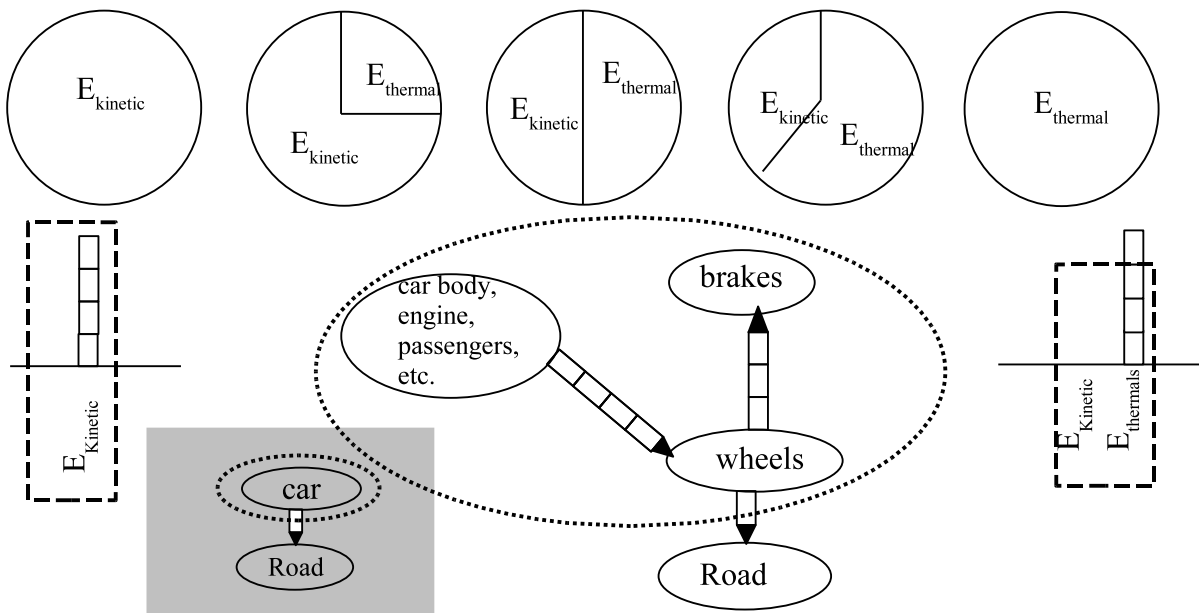 E kinetic
E thermal
E kinetic
E kinetic
E thermal
E kinetic
E thermal
E thermal
E Kinetic
car body,
engine,
passengers,
etc.
brakes
wheels
Road
car
Road
E Kinetic
E thermals